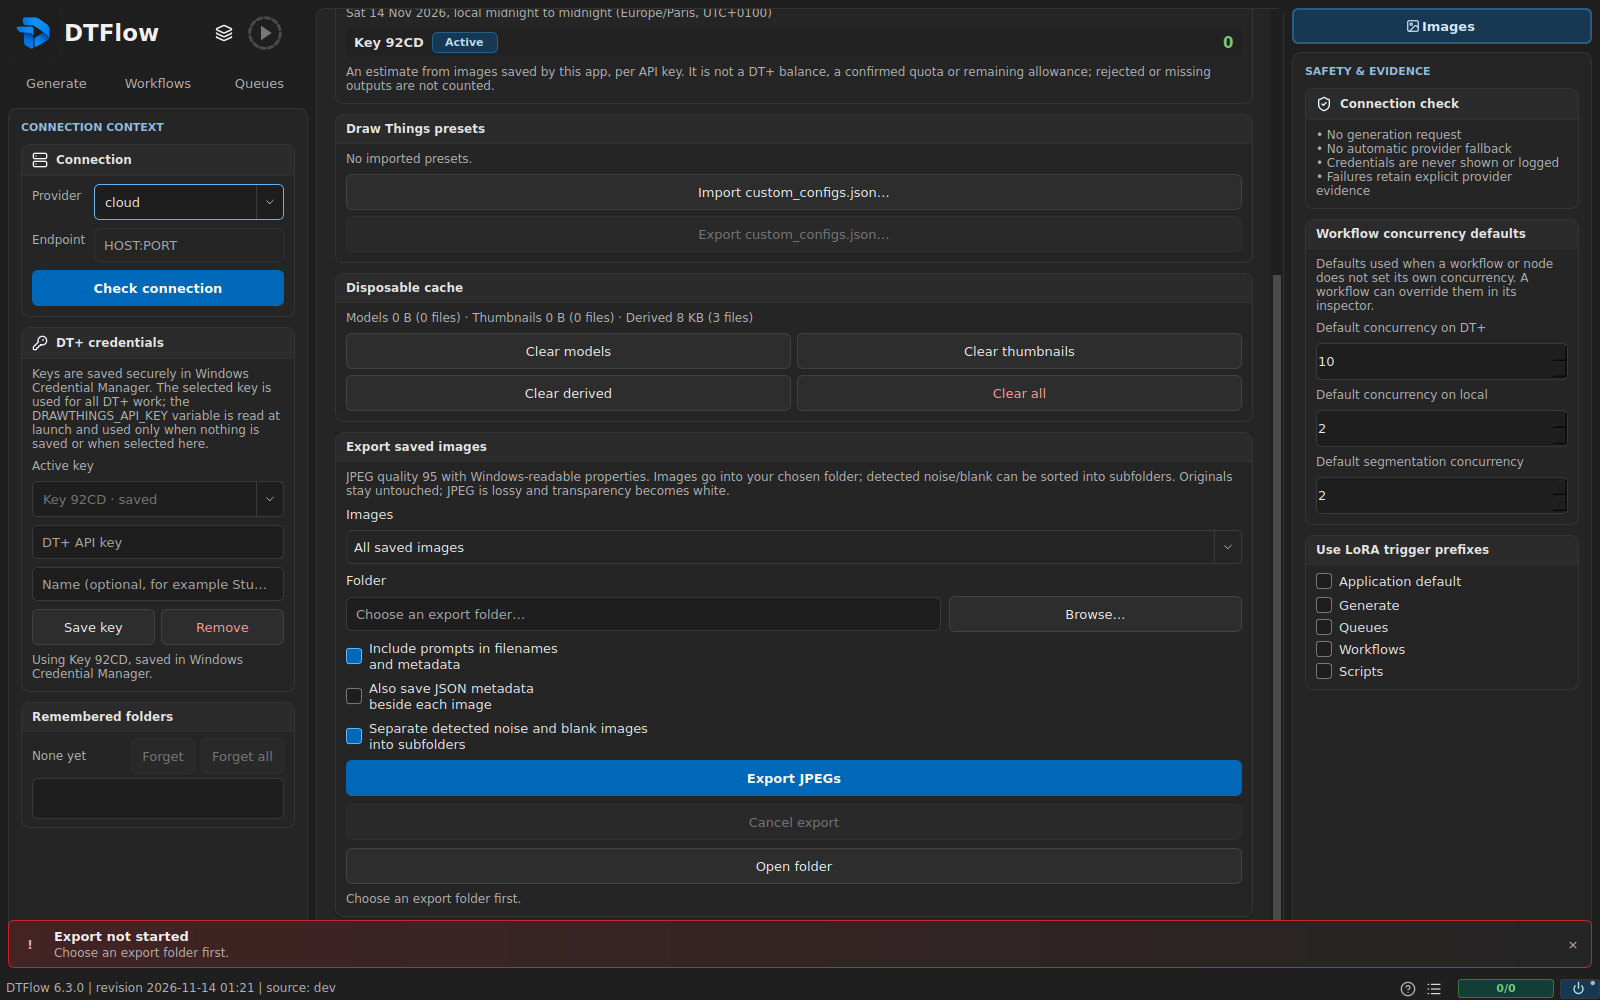 DTFlow
Generate
Workflows
Queues
CONNECTION CONTEXT
Connection
Provider
cloud
Endpoint
HOST:PORT
Check connection
DT+ credentials
Keys are saved securely in Windows
Credential Manager. The selected key is
used for all DT+ work; the
DRAWTHINGS_API_KEY variable is read at
launch and used only when nothing is
saved or when selected here.
Active key
Key 92CD · saved
DT+ API key
Name (optional, for example Stu...
Save key
Remove
Using Key 92CD, saved in Windows
Credential Manager.
Remembered folders
None yet
Forget
Forget all
Sat 14 Nov 2026, local midnight to midnight (Europe/Paris, UTC+0100)
Key 92CD
Active
0
An estimate from images saved by this app, per API key. It is not a DT+ balance, a confirmed quota or remaining allowance; rejected or missing
outputs are not counted.
Draw Things presets
No imported presets.
Import custom_configs.json...
Export custom_configs.json...
Disposable cache
Models 0 B (0 files) · Thumbnails 0 B (0 files) · Derived 8 KB (3 files)
Clear models
Clear thumbnails
Clear derived
Clear all
Export saved images
JPEG quality 95 with Windows-readable properties. Images go into your chosen folder; detected noise/blank can be sorted into subfolders. Originals
stay untouched; JPEG is lossy and transparency becomes white.
Images
All saved images
Folder
Choose an export folder...
Browse...
Include prompts in filenames
and metadata
Also save JSON metadata
beside each image
Separate detected noise and blank images
into subfolders
Export JPEGs
Cancel export
Open folder
Choose an export folder first.
Images
SAFETY & EVIDENCE
Connection check
• No generation request
• No automatic provider fallback
• Credentials are never shown or logged
• Failures retain explicit provider
evidence
Workflow concurrency defaults
Defaults used when a workflow or node
does not set its own concurrency. A
workflow can override them in its
inspector.
Default concurrency on DT+
10
Default concurrency on local
2
Default segmentation concurrency
2
Use LoRA trigger prefixes
Application default
Generate
Queues
Workflows
Scripts
! Export not started
Choose an export folder first.
×
DTFlow 6.3.0 | revision 2026-11-14 01:21 | source: dev
0/0